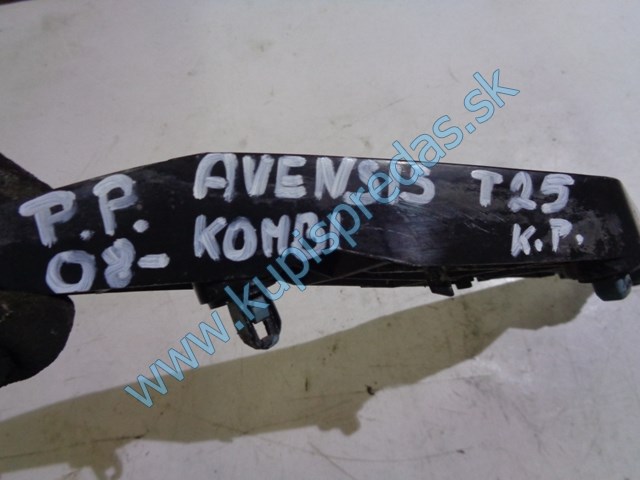 P.P. AVENSIS T25
08- KOMBI K.P.
www.kupispredas.sk